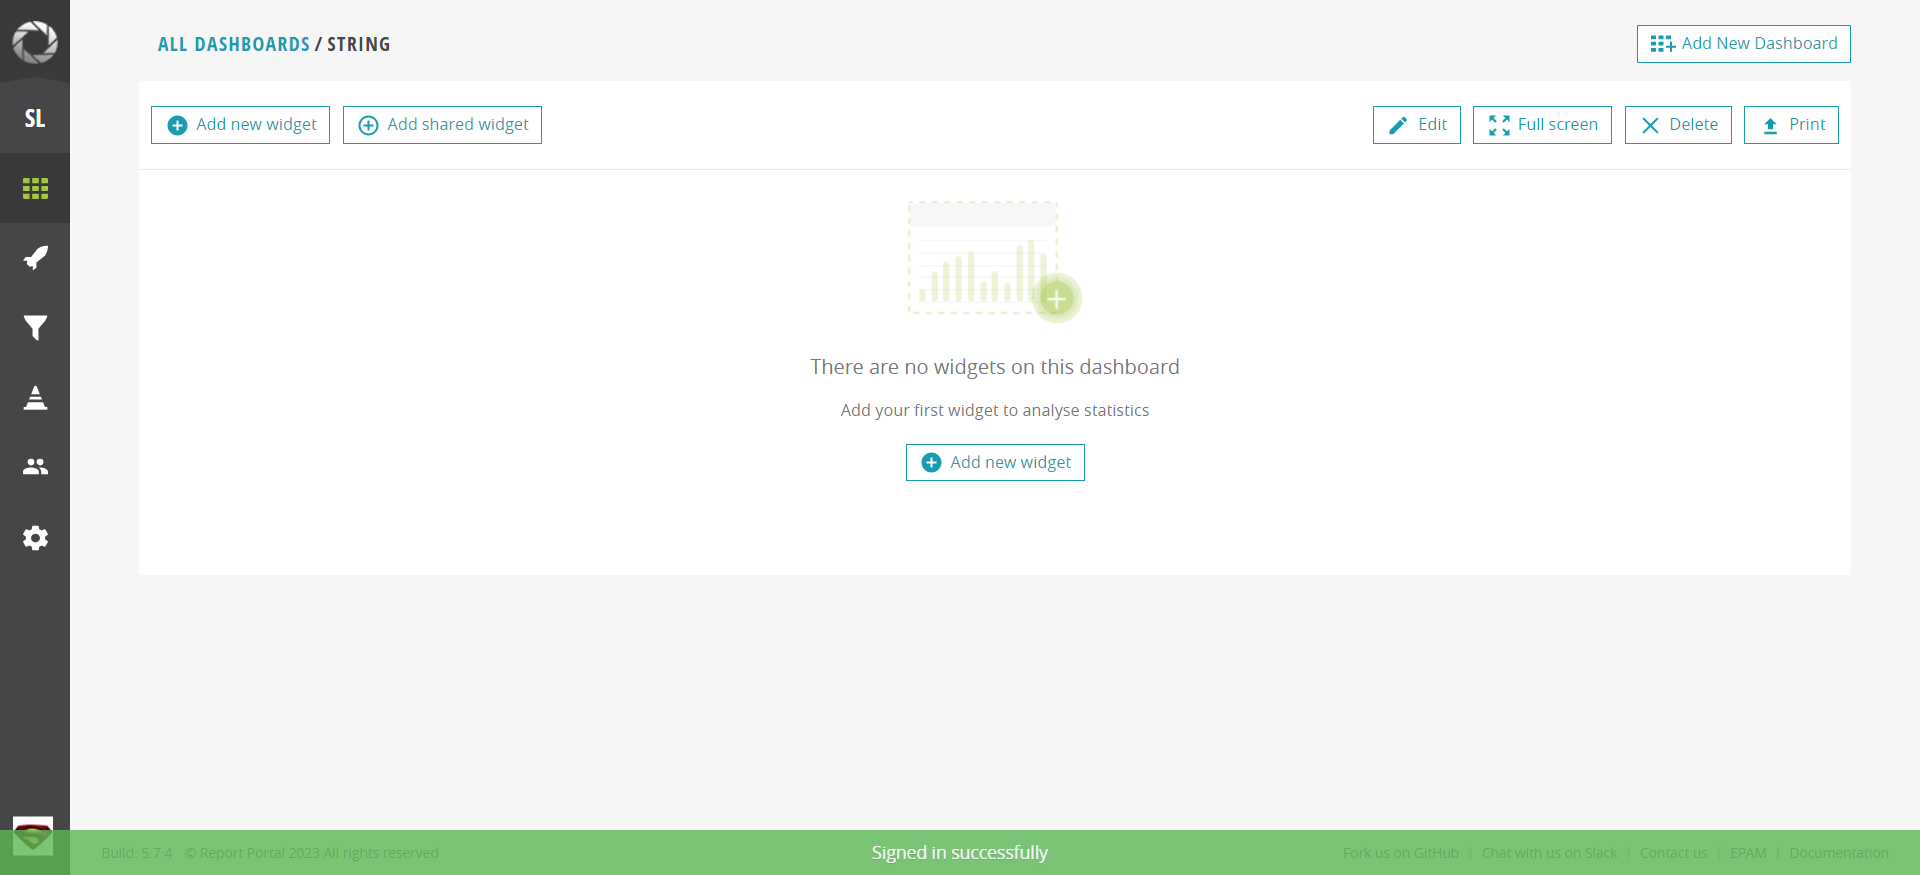 ALL DASHBOARDS / STRING
Add New Dashboard
SL
Add new widget
Add shared widget
Edit
Full screen
Delete
Print
There are no widgets on this dashboard
Add your first widget to analyse statistics
Add new widget
Build: 5.7.4 © Report Portal 2023 All rights reserved
Signed in successfully
Fork us on GitHub | Chat with us on Slack | Contact us | EPAM | Documentation